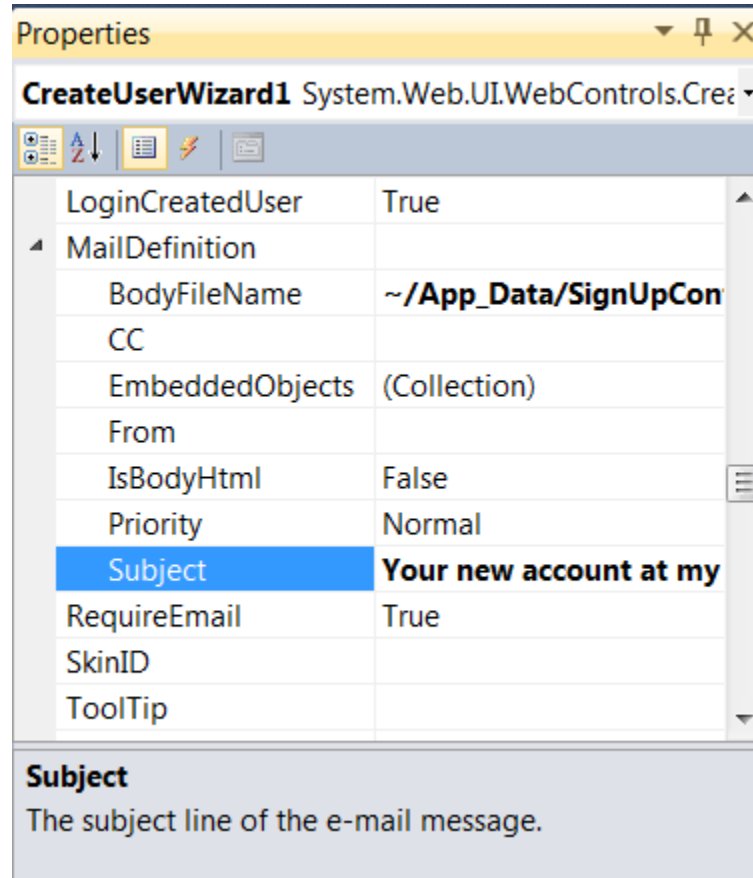 Properties
CreateUserWizard1 System.Web.UI.WebControls.Crea
LoginCreatedUser True
MailDefinition
BodyFileName ~/App_Data/SignUpCon
CC
EmbeddedObjects (Collection)
From
IsBodyHtml False
Priority Normal
Subject Your new account at my
RequireEmail True
SkinID
ToolTip
Subject
The subject line of the e-mail message.